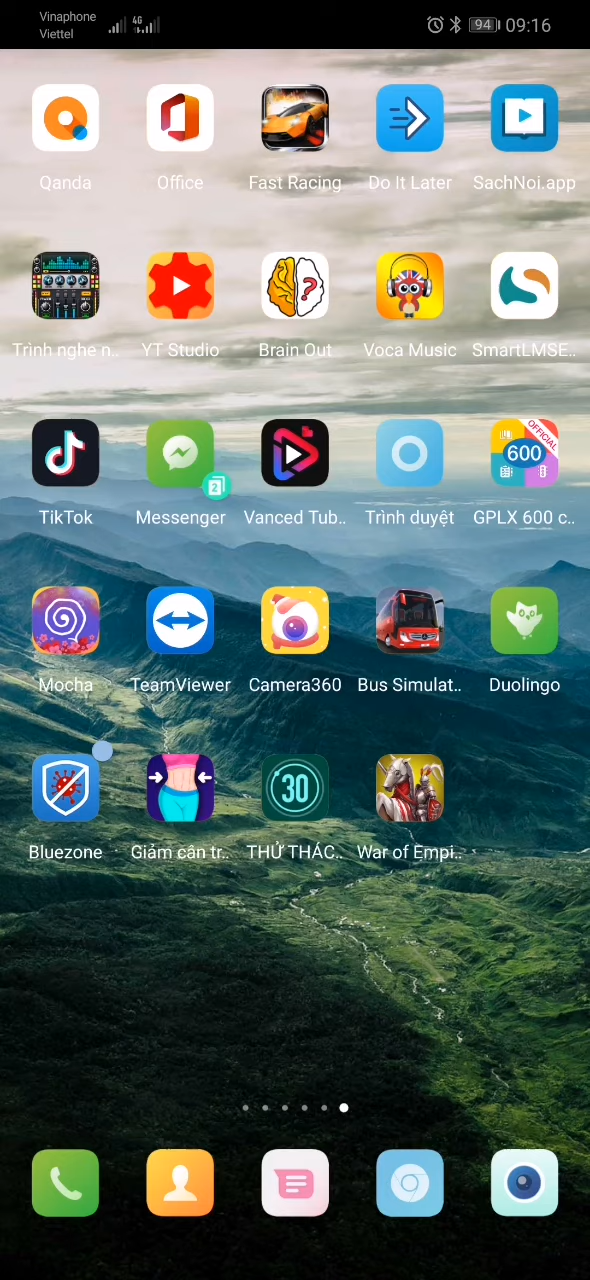 Vinaphone
Viettel
4G
94
09:16
Qanda
Office
Fast Racing
Do It Later
SachNoi.app
Trình nghe n..
YT Studio
Brain Out
Voca Music
SmartLMSE..
OFFICIAL
600
2
TikTok
Messenger
Vanced Tub..
Trình duyệt
GPLX 600 c..
Mocha
TeamViewer
Camera360
Bus Simulat..
Duolingo
30
Bluezone
Giảm cân tr..
THỬ THÁC..
War of Empi..